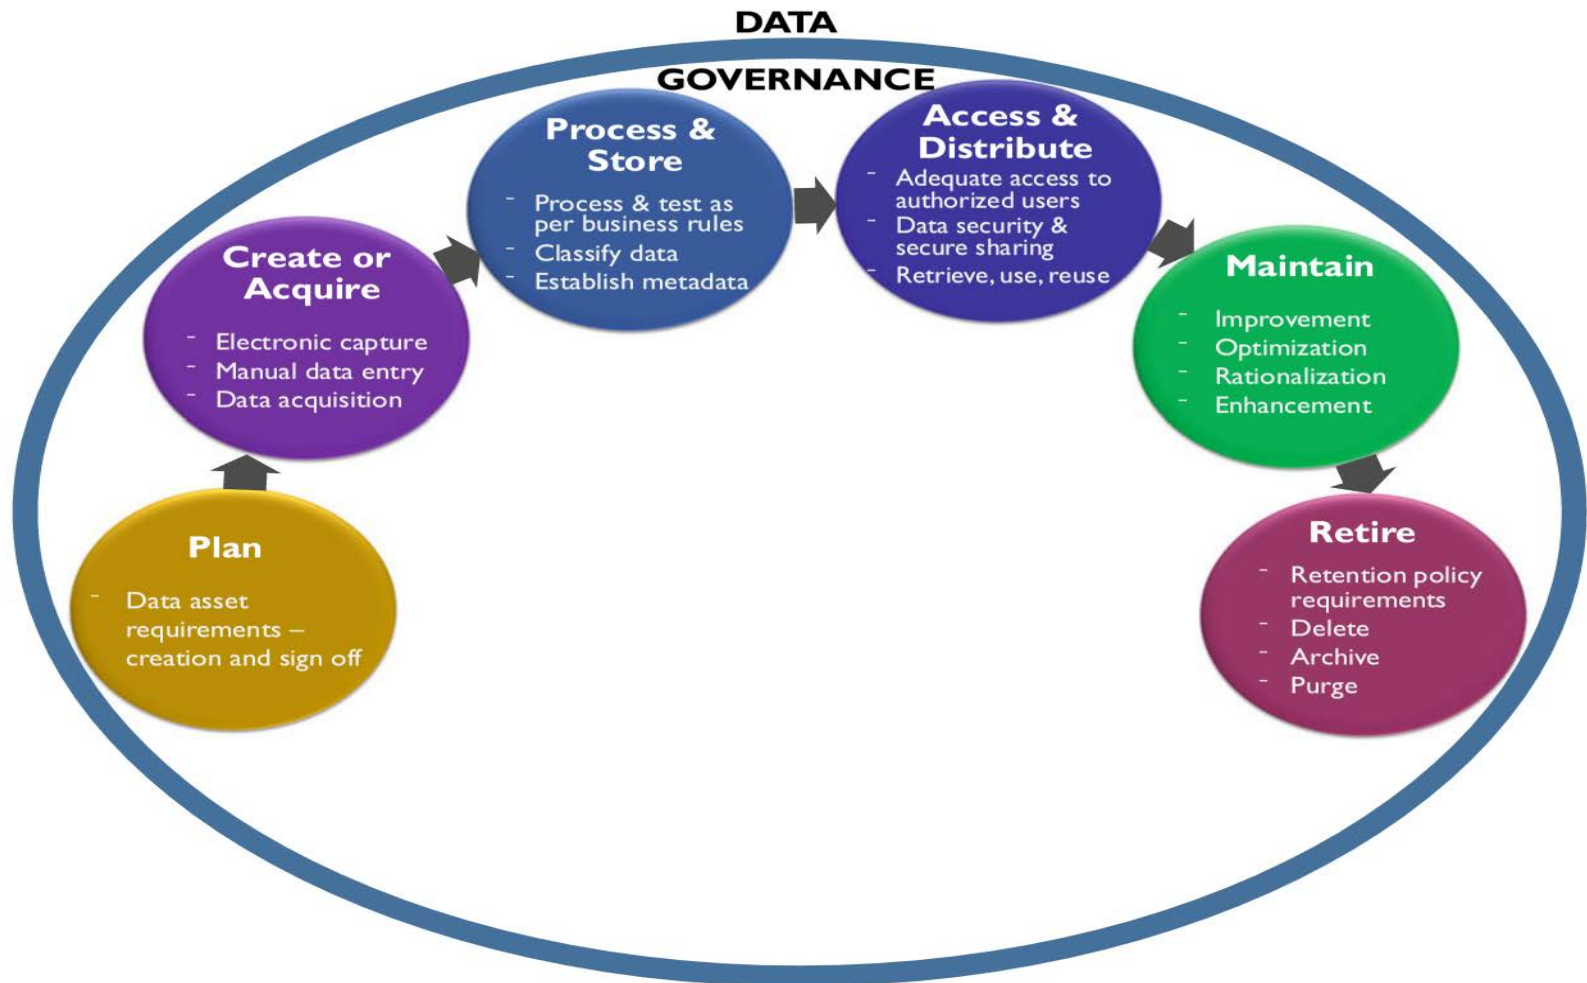 DATA
GOVERNANCE
Plan
- Data asset
requirements –
creation and sign off
Create or
Acquire
- Electronic capture
- Manual data entry
- Data acquisition
Process &
Store
- Process & test as
per business rules
- Classify data
- Establish metadata
Access &
Distribute
- Adequate access to
authorized users
- Data security &
secure sharing
- Retrieve, use, reuse
Maintain
- Improvement
- Optimization
- Rationalization
- Enhancement
Retire
- Retention policy
requirements
- Delete
- Archive
- Purge